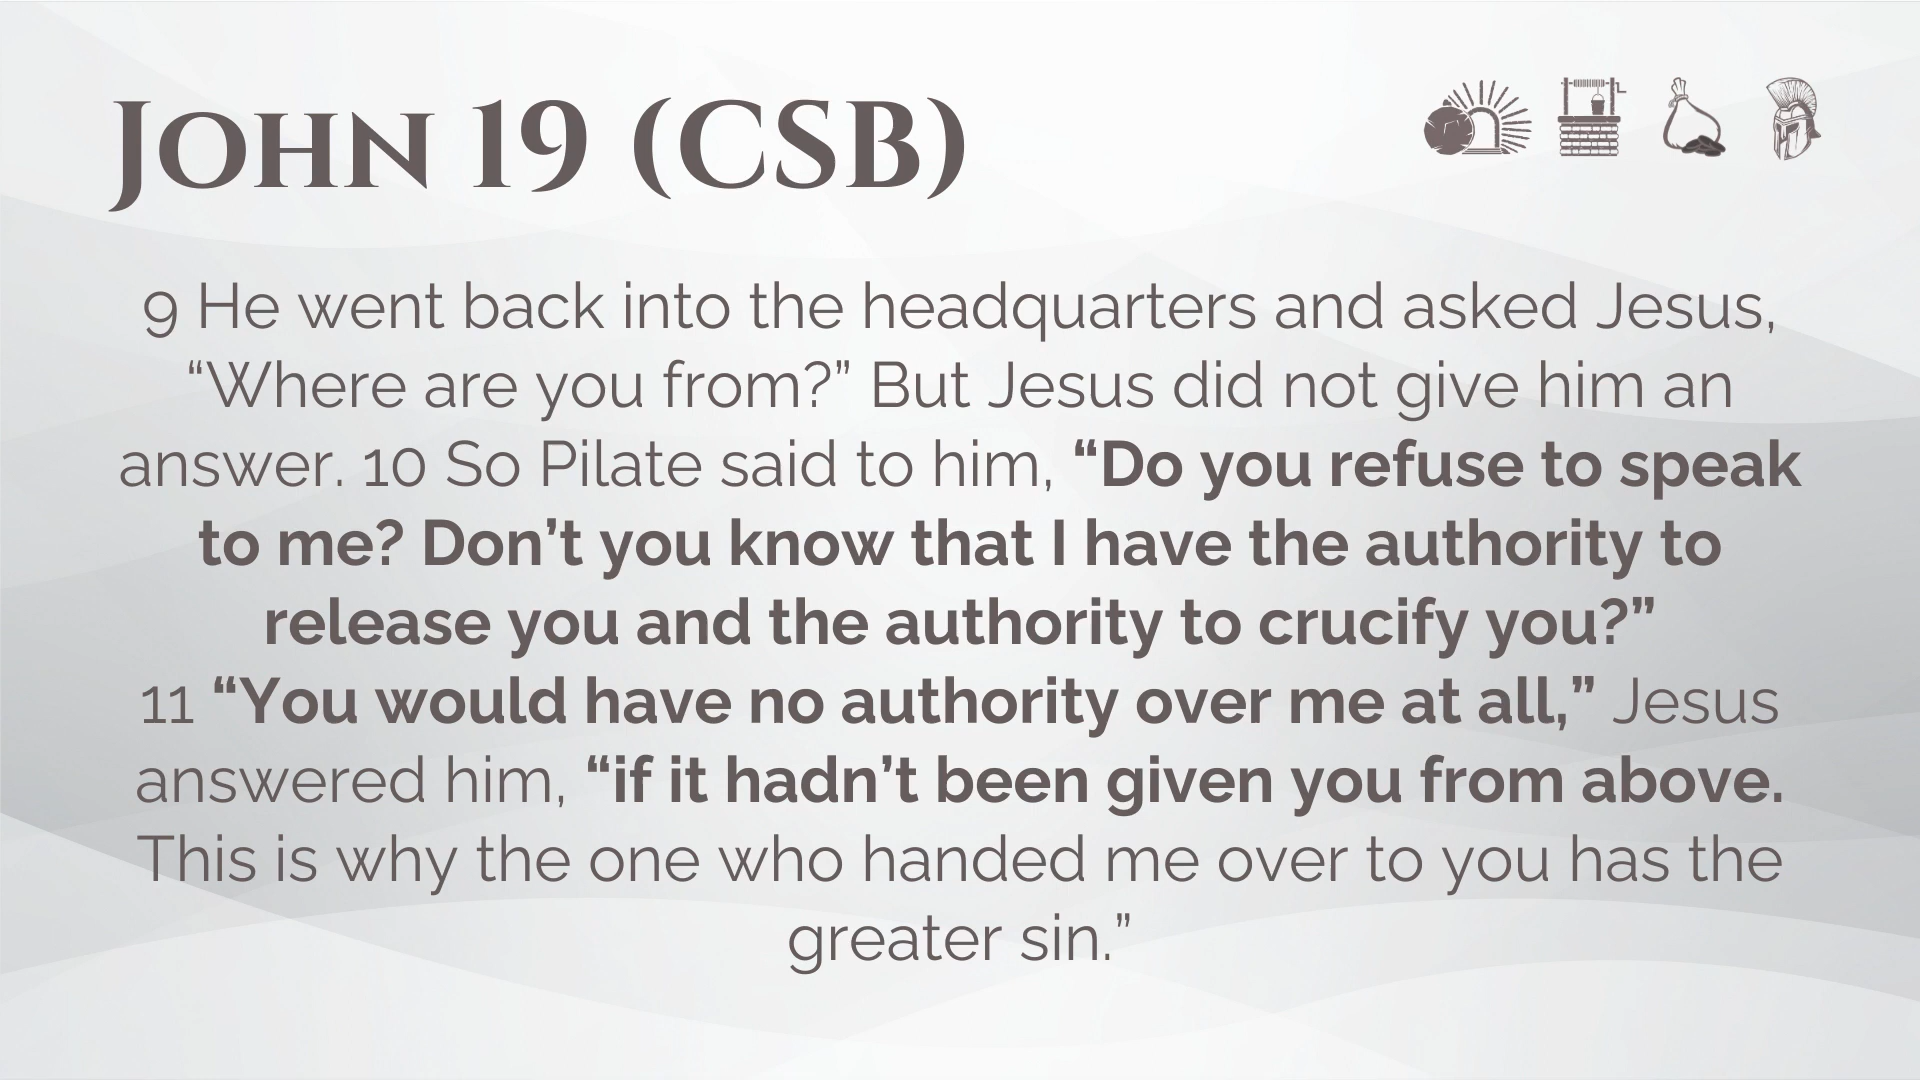 John 19 (CSB)
9 He went back into the headquarters and asked Jesus,
“Where are you from?” But Jesus did not give him an
answer. 10 So Pilate said to him, “Do you refuse to speak
to me? Don’t you know that I have the authority to
release you and the authority to crucify you?”
11 “You would have no authority over me at all,” Jesus
answered him, “if it hadn’t been given you from above.
This is why the one who handed me over to you has the
greater sin.”